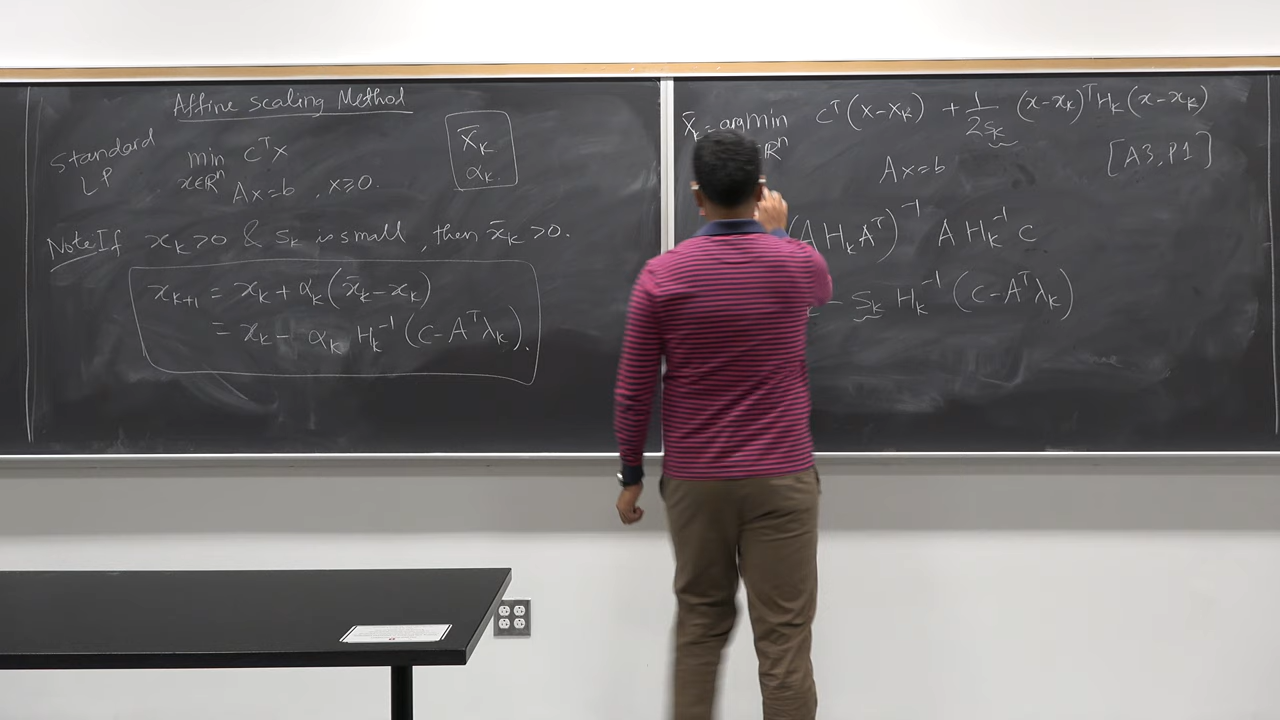 Affine scaling Method
Standard LP
min cᵀx
x∈ℝⁿ
Ax=b , x≥0.
x̄ₖ
αₖ
Note: If xₖ>0 & sₖ is small, then x̄ₖ>0.
xₖ₊₁ = xₖ + αₖ(x̄ₖ-xₖ)
= xₖ - αₖ Hₖ⁻¹ (c-Aᵀλₖ).
x̄ₖ = argmin cᵀ(x-xₖ) + 1/2sₖ (x-xₖ)ᵀHₖ(x-xₖ)
ℝⁿ
Ax=b
[A3, P1]
(A HₖAᵀ)⁻¹ A Hₖ⁻¹ c
- sₖ Hₖ⁻¹ (c-Aᵀλₖ)